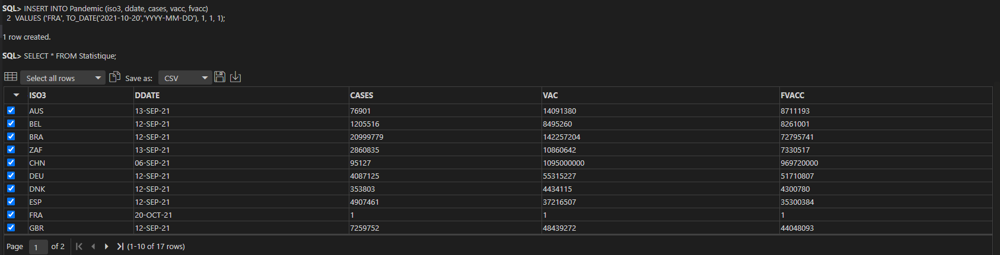 SQL> INSERT INTO Pandemic (iso3, ddate, cases, vacc, fvacc)
2 VALUES ('FRA', TO_DATE('2021-10-20','YYYY-MM-DD'), 1, 1, 1);
1 row created.
SQL> SELECT * FROM Statistique;
Select all rows Save as: CSV
ISO3 DDATE CASES VAC FVACC
AUS 13-SEP-21 76901 14091380 8711193
BEL 12-SEP-21 1205516 8495260 8261001
BRA 12-SEP-21 20999779 142257204 72795741
ZAF 13-SEP-21 2860835 10860642 7330517
CHN 06-SEP-21 95127 1095000000 969720000
DEU 12-SEP-21 4087125 55315227 51710807
DNK 12-SEP-21 353803 4434115 4300780
ESP 12-SEP-21 4907461 37216507 35300384
FRA 20-OCT-21 1 1 1
GBR 12-SEP-21 7259752 48439272 44048093
Page 1 of 2 (1-10 of 17 rows)